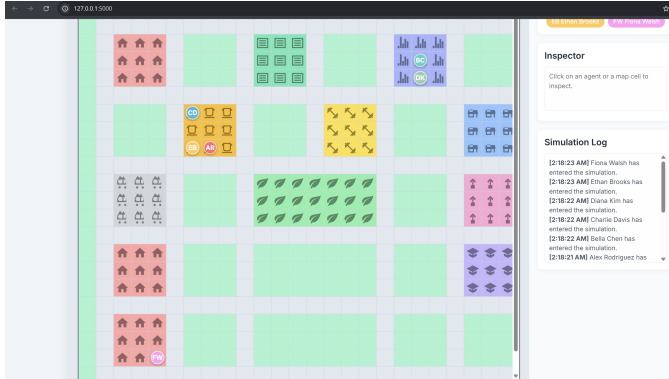 127.0.0.1:5000
EB Ethan Brooks
FW Fiona Walsh
Inspector
Click on an agent or a map cell to
inspect.
BC
DK
CD
EB
AR
Simulation Log
[2:18:23 AM] Fiona Walsh has
entered the simulation.
[2:18:23 AM] Ethan Brooks has
entered the simulation.
[2:18:22 AM] Diana Kim has
entered the simulation.
[2:18:22 AM] Charlie Davis has
entered the simulation.
[2:18:22 AM] Bella Chen has
entered the simulation.
[2:18:21 AM] Alex Rodriguez has
FW